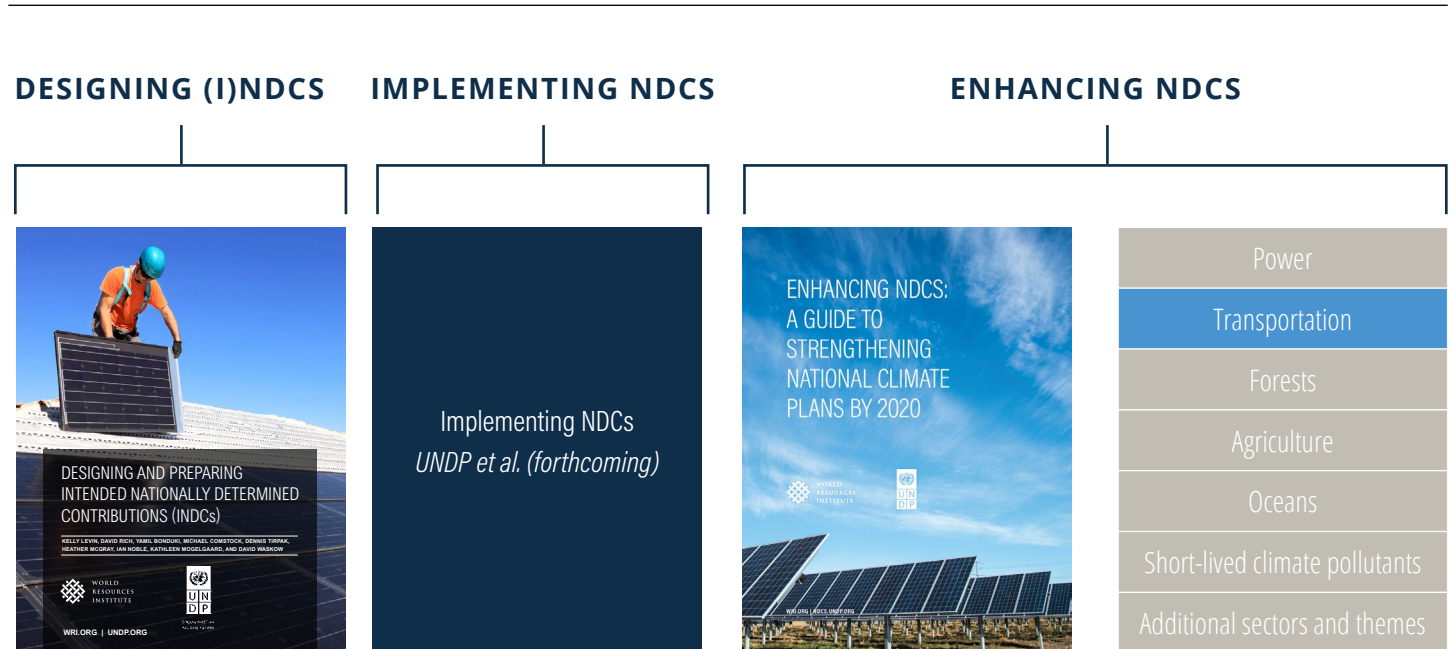 DESIGNING (I)NDCS
IMPLEMENTING NDCS
ENHANCING NDCS
DESIGNING AND PREPARING
INTENDED NATIONALLY DETERMINED
CONTRIBUTIONS (INDCs)
KELLY LEVIN, DAVID RICH, YAMIL BONDUKI, MICHAEL COMSTOCK, DENNIS TIRPAK,
HEATHER MCGRAY, IAN NOBLE, KATHLEEN MOGELGAARD, AND DAVID WASKOW
WORLD
RESOURCES
INSTITUTE
U N
D P
WRI.ORG | UNDP.ORG
Implementing NDCs
UNDP et al. (forthcoming)
ENHANCING NDCS:
A GUIDE TO
STRENGTHENING
NATIONAL CLIMATE
PLANS BY 2020
WORLD
RESOURCES
INSTITUTE
U N
D P
WRI.ORG | NDCS.UNDP.ORG
Power
Transportation
Forests
Agriculture
Oceans
Short-lived climate pollutants
Additional sectors and themes